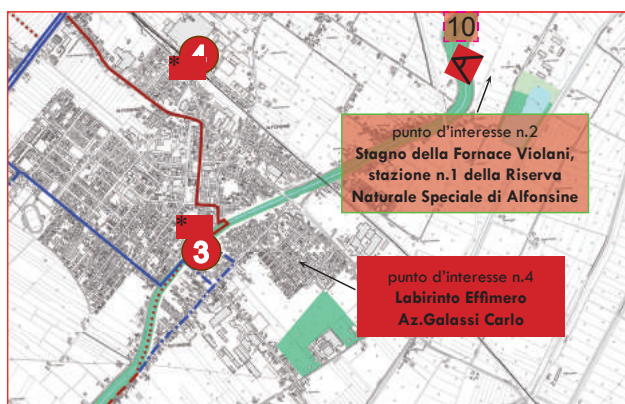 10
4
*
punto d'interesse n.2
Stagno della Fornace Violani,
stazione n.1 della Riserva
Naturale Speciale di Alfonsine
*
3
punto d'interesse n.4
Labirinto Effimero
Az.Galassi Carlo